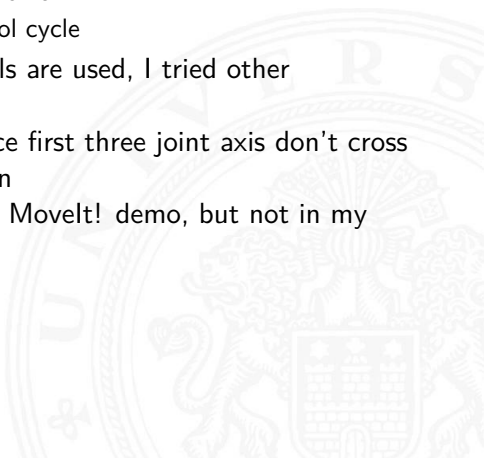 ol cycle
ls are used, I tried other
ce first three joint axis don't cross
n
MoveIt! demo, but not in my
UNIVERS